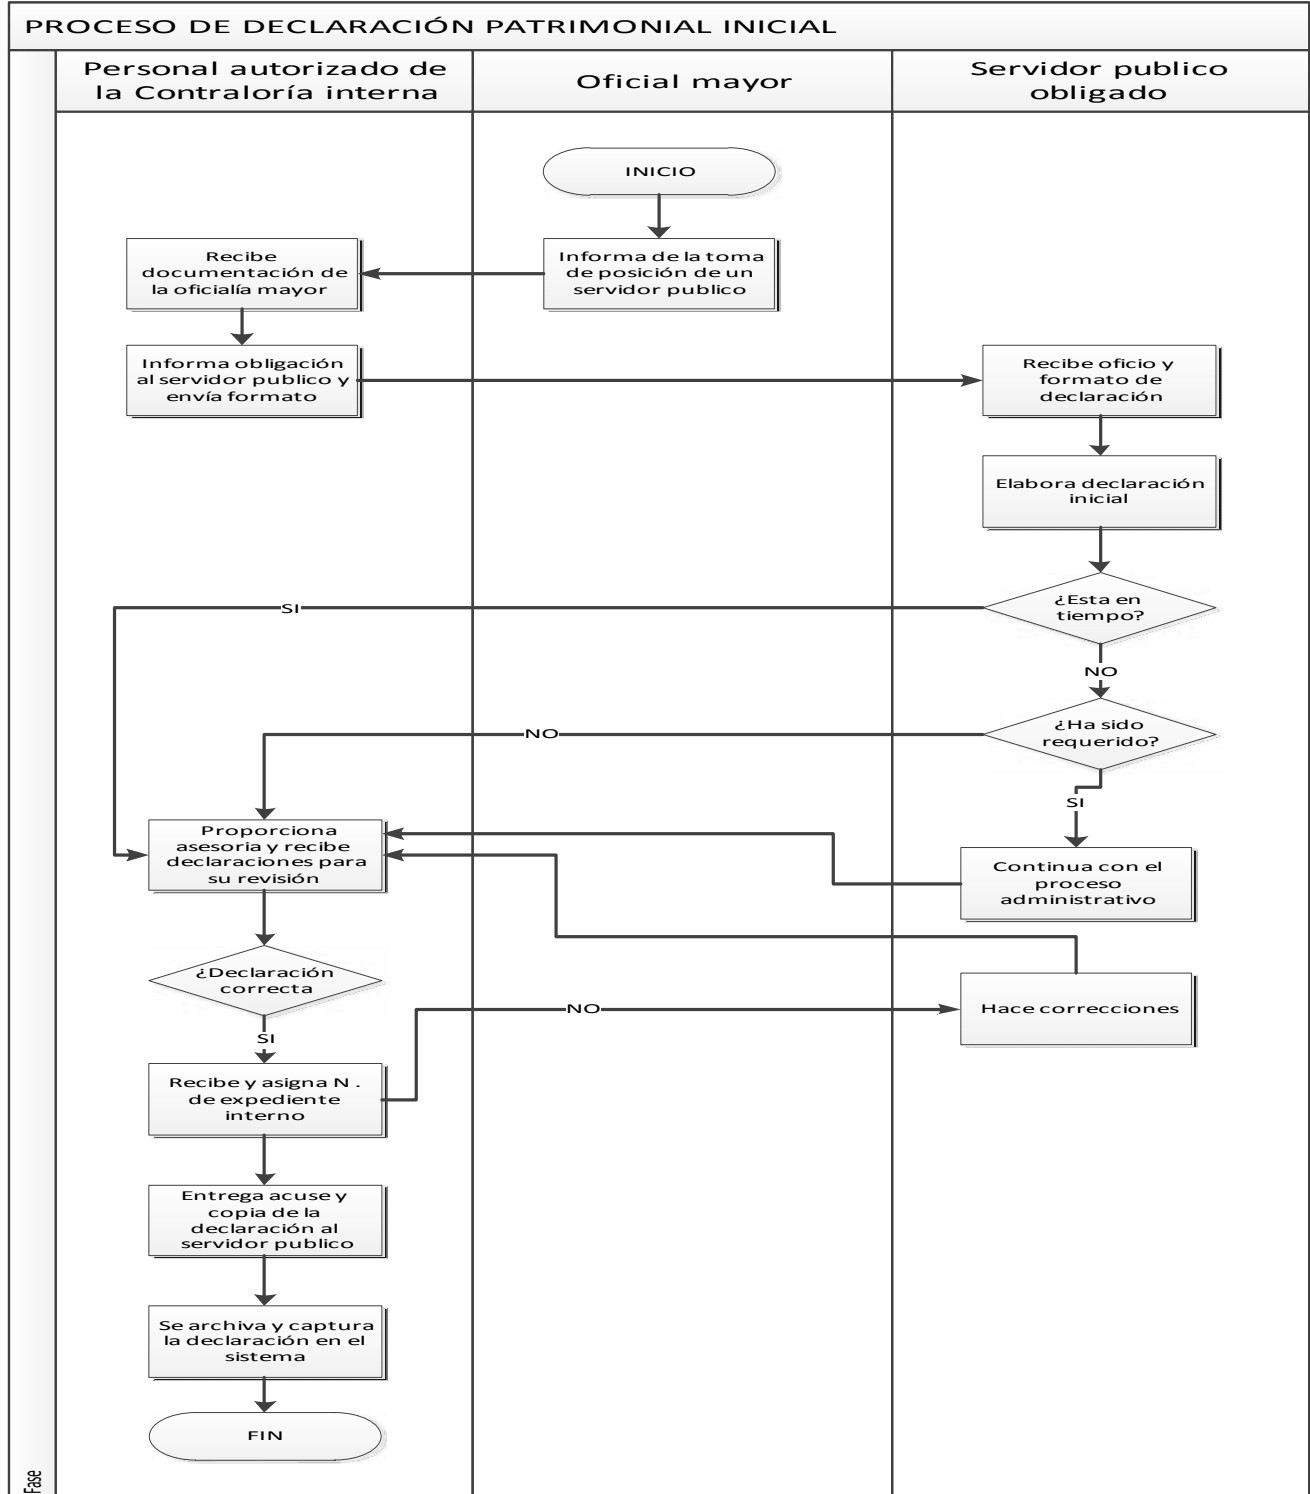 PROCESO DE DECLARACIÓN PATRIMONIAL INICIAL
Personal autorizado de
la Contraloría interna
Oficial mayor
Servidor publico
obligado
INICIO
Recibe
documentación de
la oficialía mayor
Informa de la toma
de posición de un
servidor publico
Informa obligación
al servidor publico y
envía formato
Recibe oficio y
formato de
declaración
Elabora declaración
inicial
¿Esta en
tiempo?
SI
NO
¿Ha sido
requerido?
NO
SI
Proporciona
asesoria y recibe
declaraciones para
su revisión
Continua con el
proceso
administrativo
¿Declaración
correcta
NO
Hace correcciones
SI
Recibe y asigna N .
de expediente
interno
Entrega acuse y
copia de la
declaración al
servidor publico
Se archiva y captura
la declaración en el
sistema
FIN
Fase